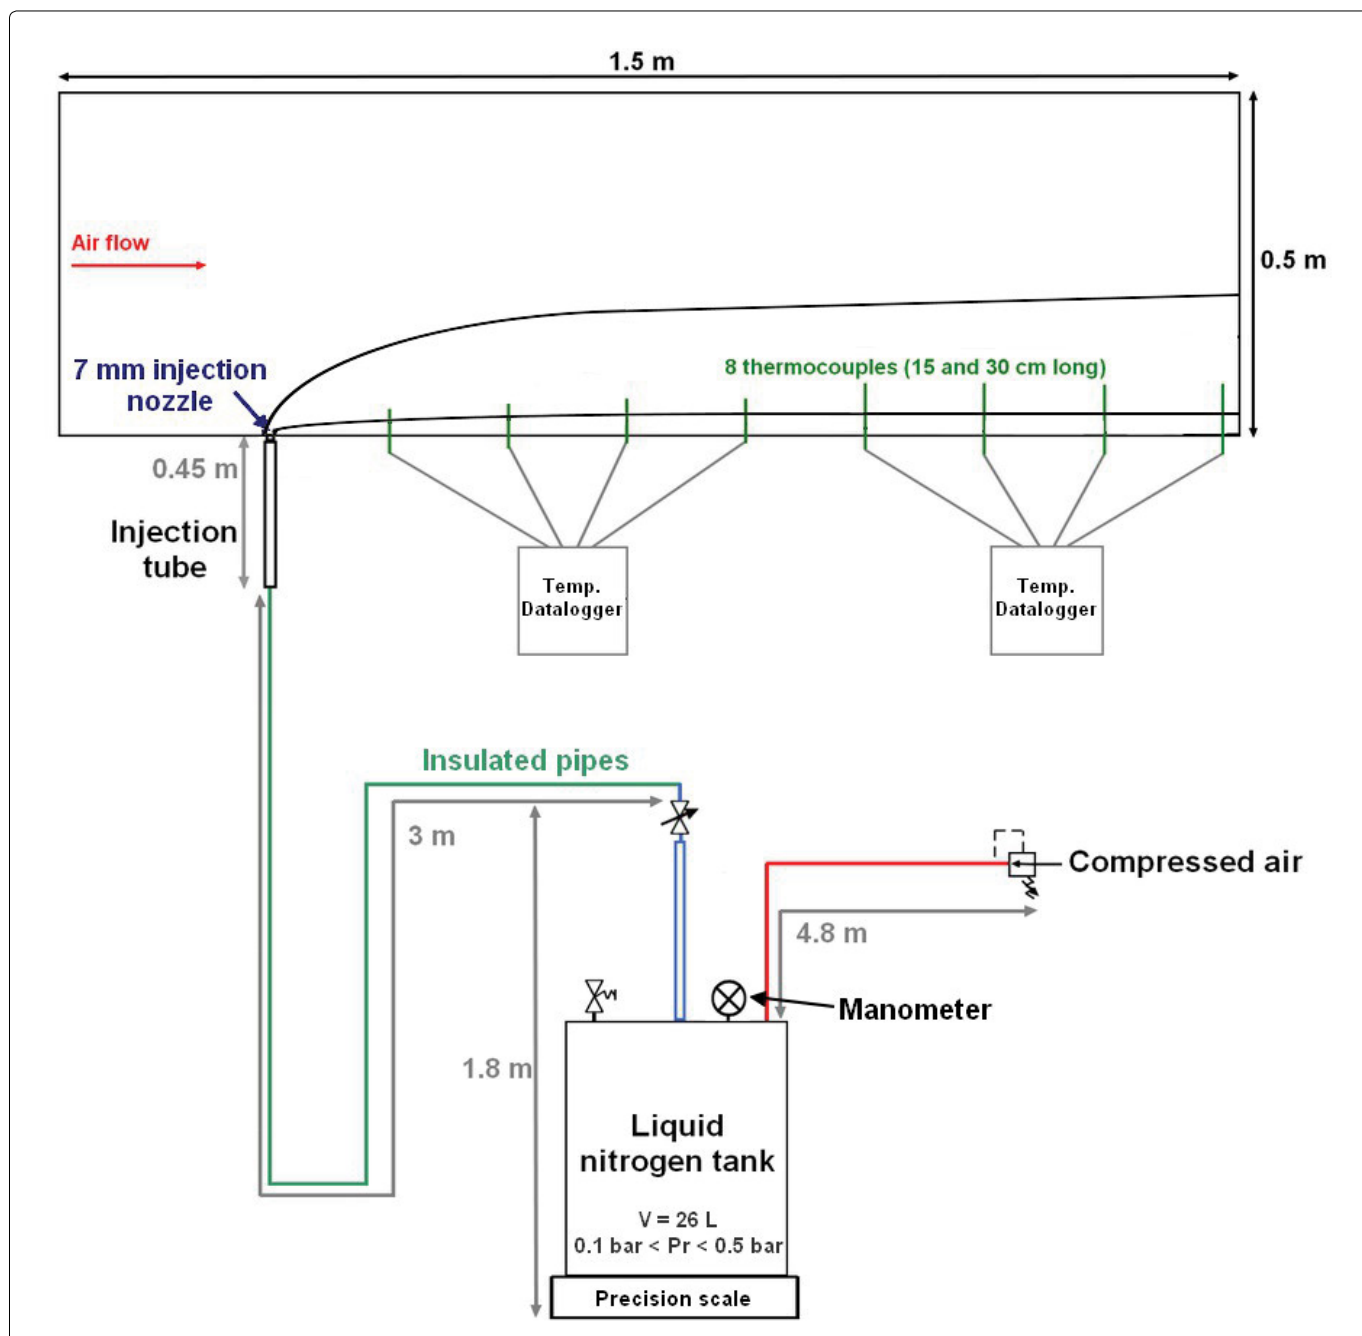 1.5 m
Air flow
0.5 m
7 mm injection
nozzle
8 thermocouples (15 and 30 cm long)
0.45 m
Injection
tube
Temp.
Datalogger
Temp.
Datalogger
Insulated pipes
3 m
Compressed air
4.8 m
Manometer
1.8 m
Liquid
nitrogen tank
V = 26 L
0.1 bar < Pr < 0.5 bar
Precision scale